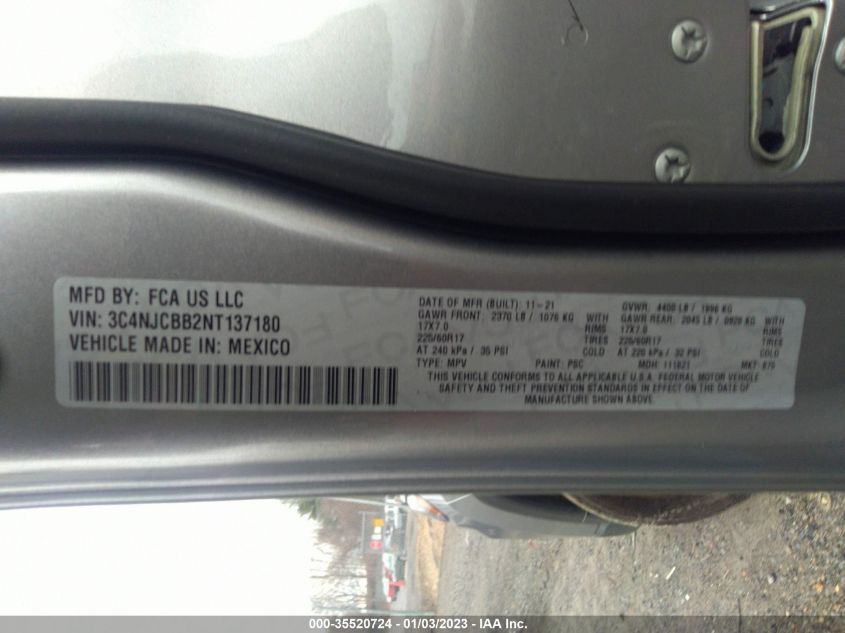 MFD BY: FCA US LLC
VIN: 3C4NJCBB2NT137180
VEHICLE MADE IN: MEXICO
DATE OF MFR (BUILT): 11-21 GVWR: 4400 LB / 1996 KG
GAWR FRONT: 2370 LB / 1076 KG WITH GAWR REAR: 2045 LB / 0928 KG WITH
17X7.0 RIMS 17X7.0 RIMS
225/60R17 TIRES 225/60R17 TIRES
AT 240 kPa / 35 PSI COLD AT 220 kPa / 32 PSI COLD
TYPE: MPV PAINT: PSC MDH: 111821 MKT:
THIS VEHICLE CONFORMS TO ALL APPLICABLE U.S.A. FEDERAL MOTOR VEHICLE
SAFETY AND THEFT PREVENTION STANDARDS IN EFFECT ON THE DATE OF
MANUFACTURE SHOWN ABOVE.
000-35520724 - 01/03/2023 - IAAI.com